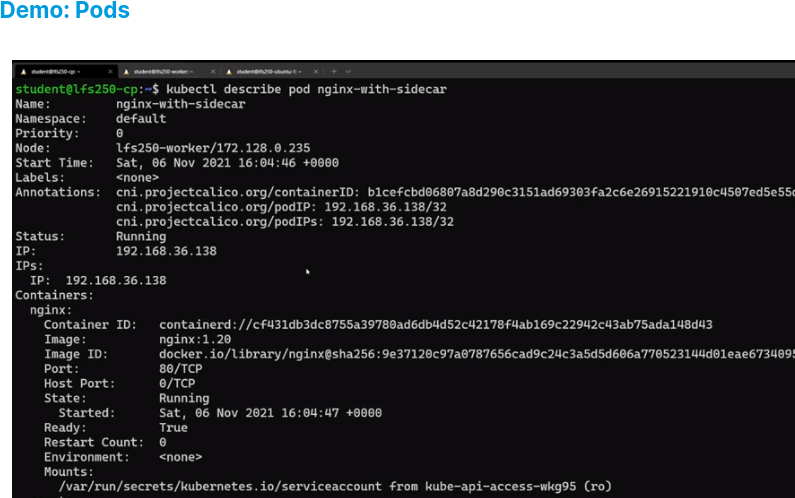 Demo: Pods
student@lfs250-cp: ~ student@lfs250-worker: ~
student@lfs250-cp:~$ kubectl describe pod nginx-with-sidecar
Name: nginx-with-sidecar
Namespace: default
Priority: 0
Node: lfs250-worker/172.128.0.235
Start Time: Sat, 06 Nov 2021 16:04:46 +0000
Labels: <none>
Annotations: cni.projectcalico.org/containerID: b1cefcbd06807a8d290c3151ad69303fa2c6e26915221910c4507ed5e55
cni.projectcalico.org/podIP: 192.168.36.138/32
cni.projectcalico.org/podIPs: 192.168.36.138/32
Status: Running
IP: 192.168.36.138
IPs:
IP: 192.168.36.138
Containers:
nginx:
Container ID: containerd://cf431db3dc8755a39780ad6db4d52c42178f4ab169c22942c43ab75ada148d43
Image: nginx:1.20
Image ID: docker.io/library/nginx@sha256:9e37120c97a0787656cad9c24c3a5d5d606a770523144d01eae6734095
Port: 80/TCP
Host Port: 0/TCP
State: Running
Started: Sat, 06 Nov 2021 16:04:47 +0000
Ready: True
Restart Count: 0
Environment: <none>
Mounts:
/var/run/secrets/kubernetes.io/serviceaccount from kube-api-access-wkg95 (ro)